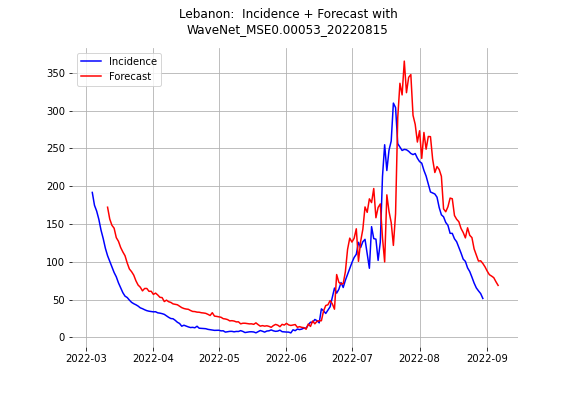 Lebanon:  Incidence + Forecast with
WaveNet_MSE0.00053_20220815
Incidence
Forecast
350
300
250
200
150
100
50
0
2022-03 2022-04 2022-05 2022-06 2022-07 2022-08 2022-09